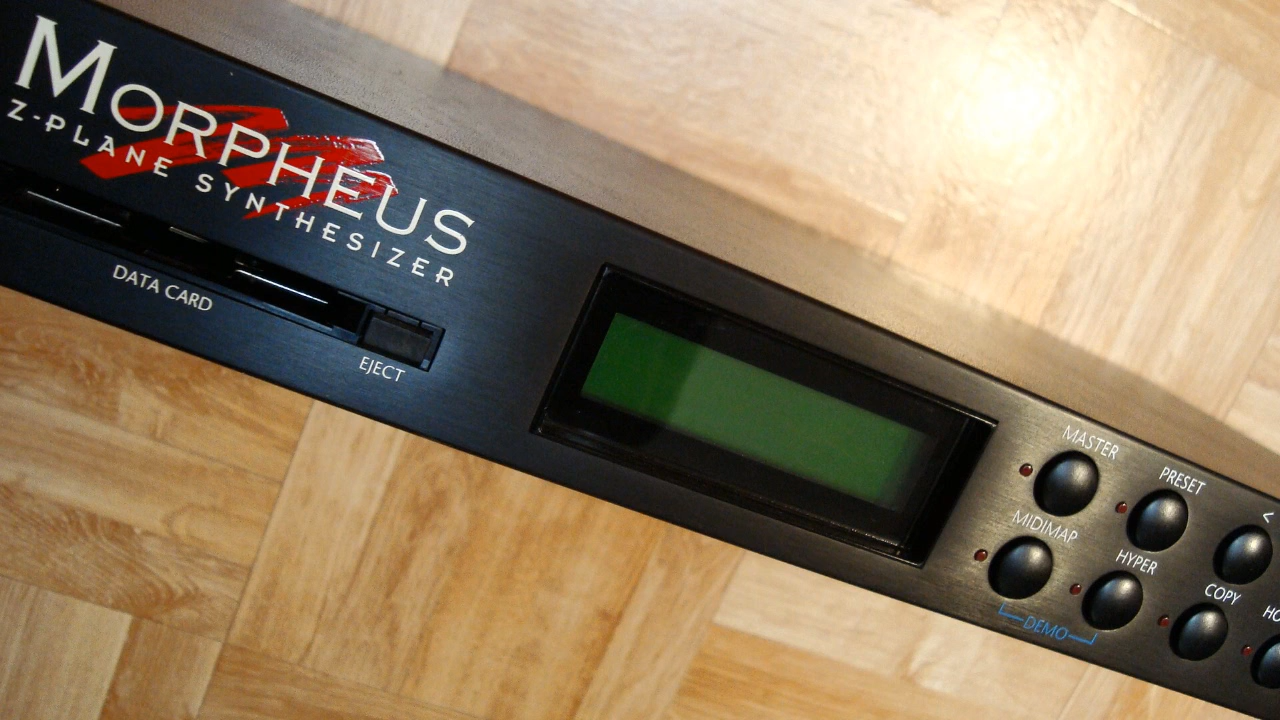 MORPHEUS
Z-PLANE SYNTHESIZER
DATA CARD
EJECT
MASTER
PRESET
<
MIDIMAP
HYPER
COPY
DEMO